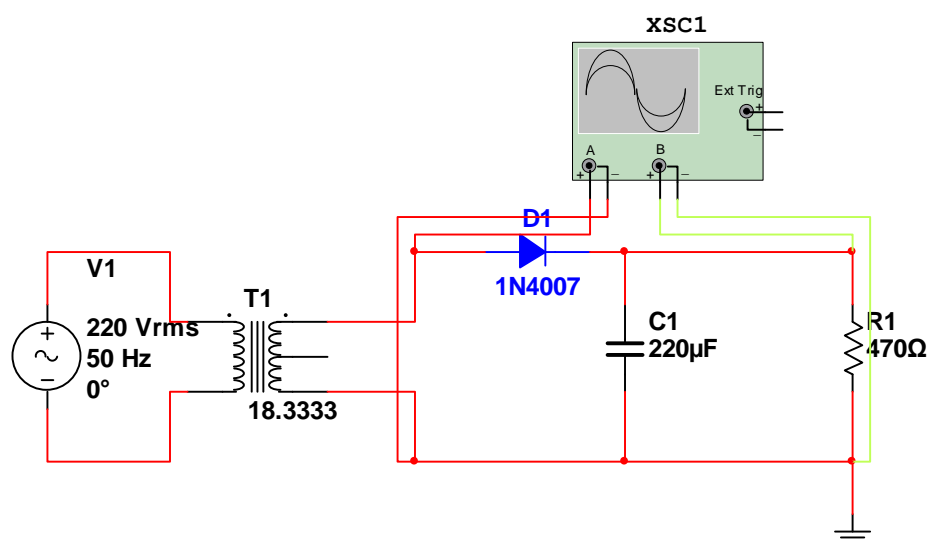 XSC1
Ext Trig
+
_
A
B
+
_
+
_
D1
1N4007
V1
220 Vrms
50 Hz
0°
T1
18.3333
C1
220µF
R1
470Ω